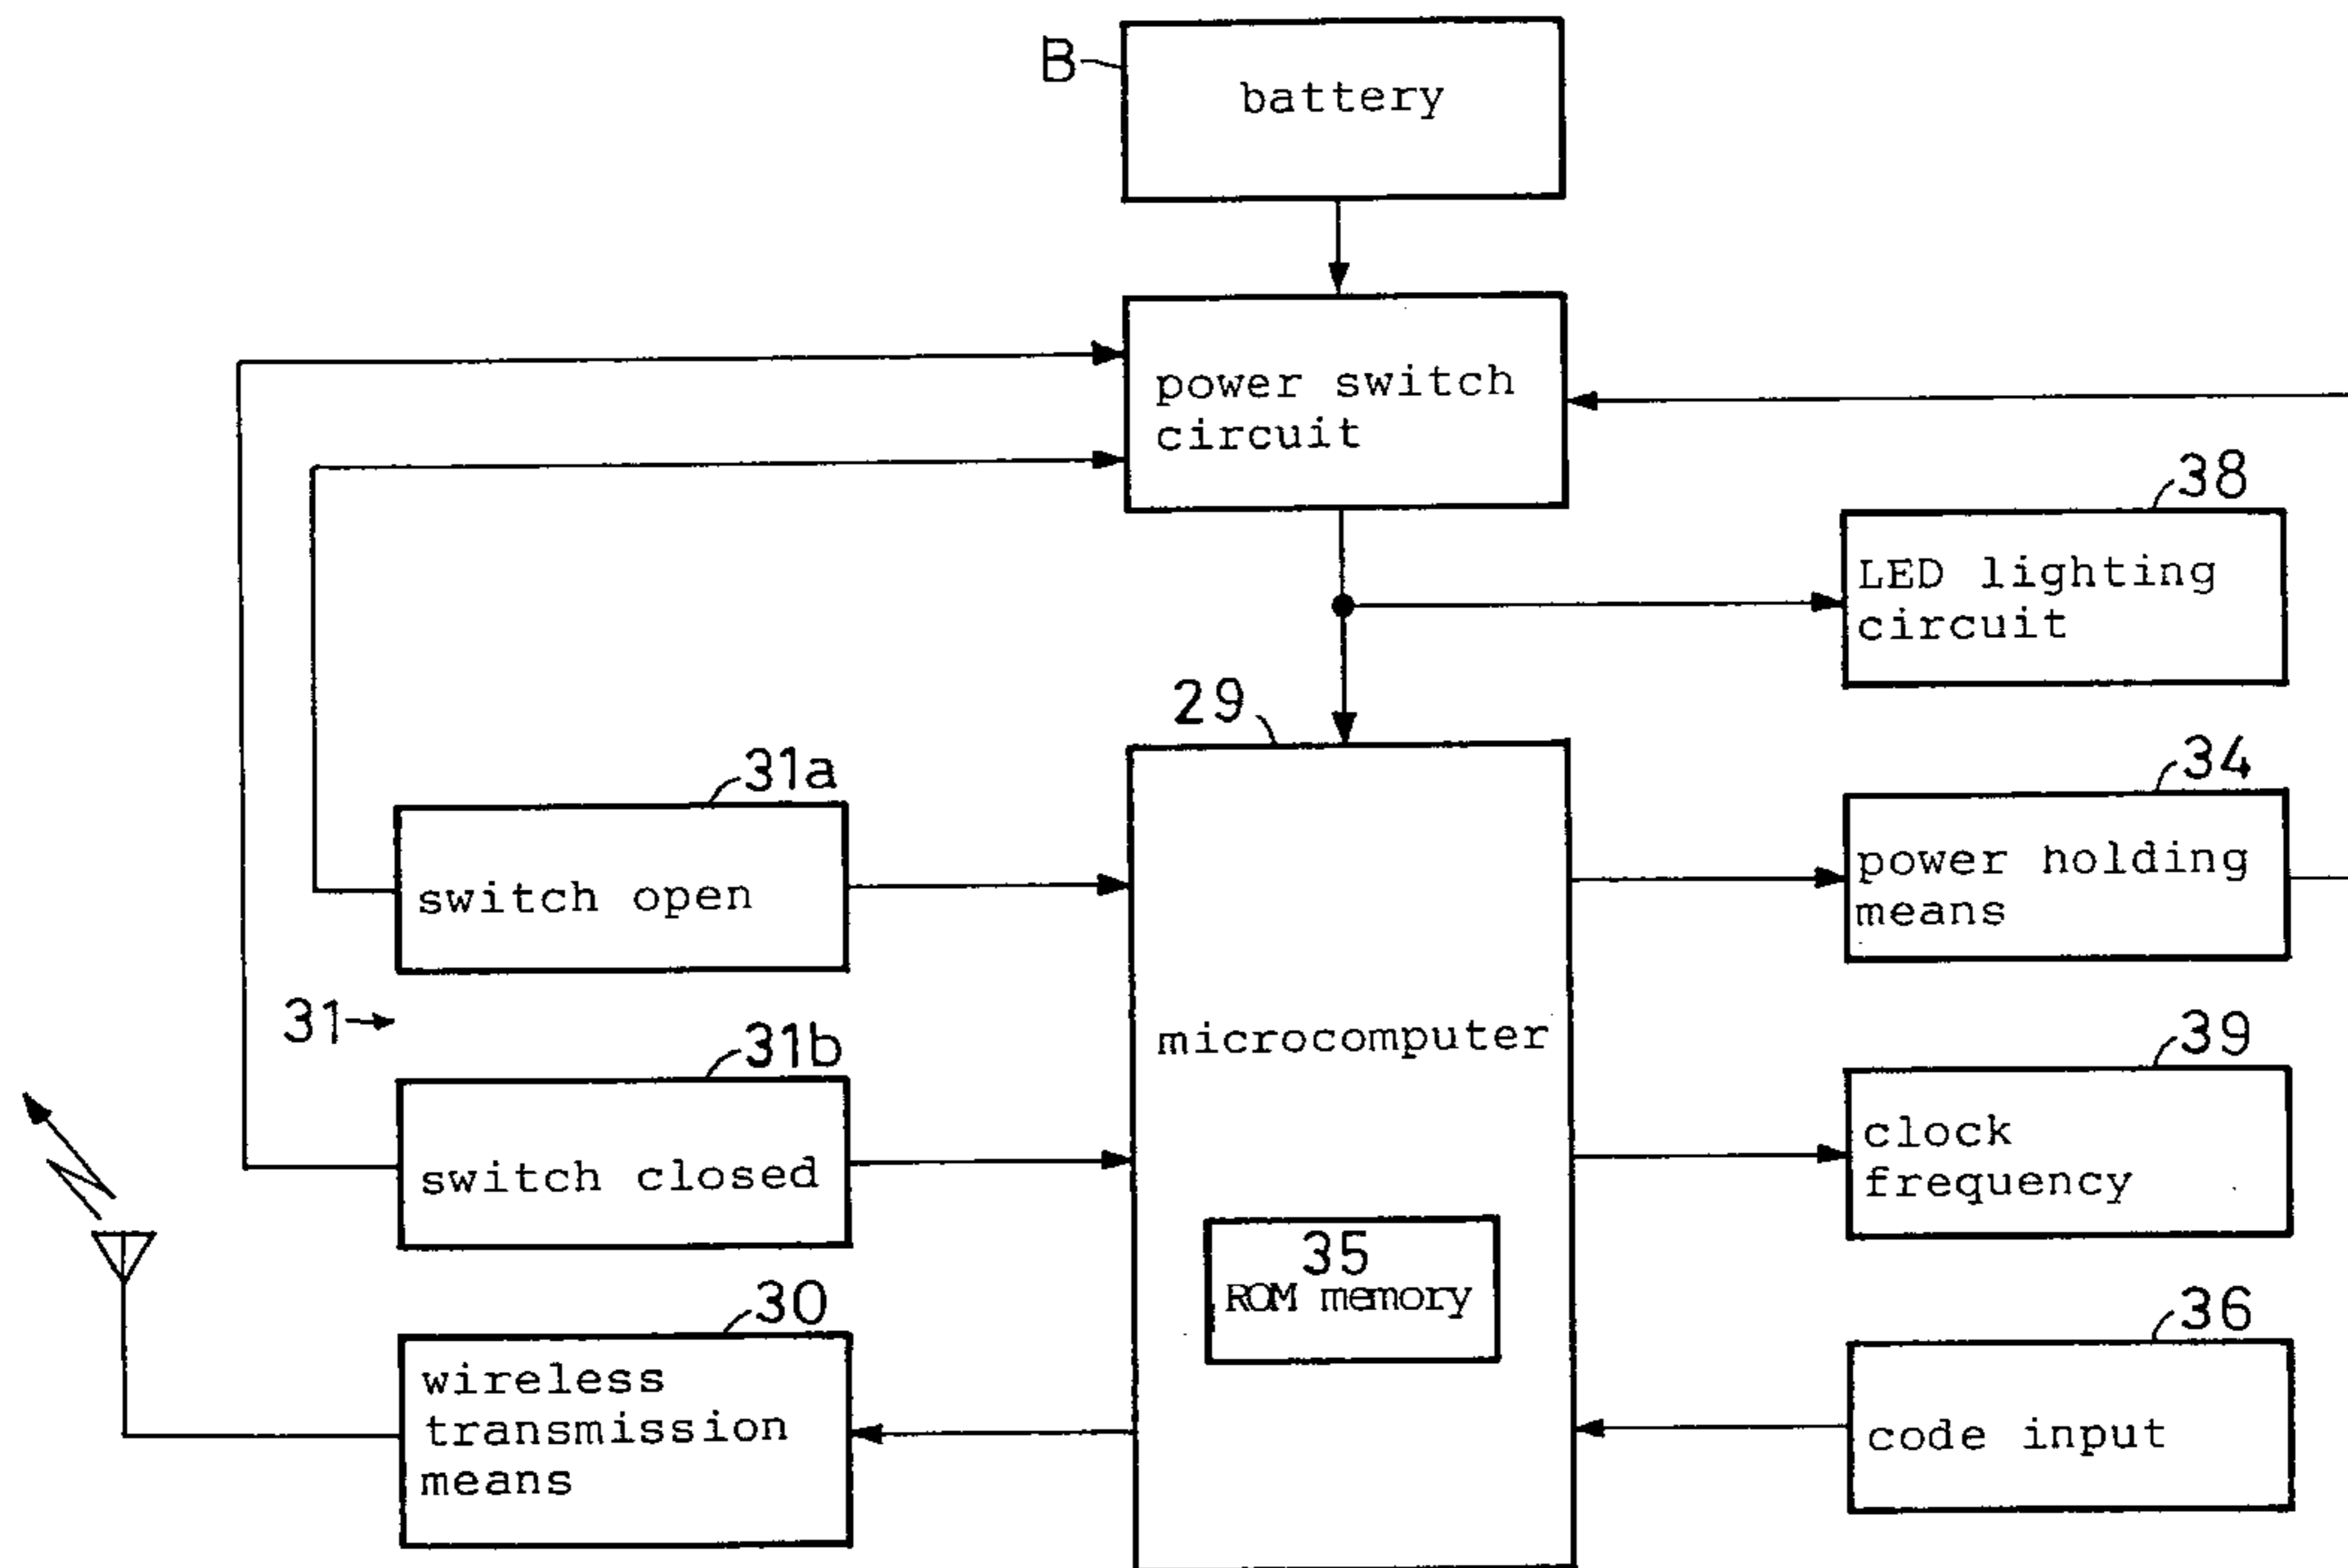 B
battery
power switch
circuit
38
LED lighting
circuit
29
31a
switch open
34
power holding
means
31
microcomputer
31b
switch closed
39
clock
frequency
35
ROM memory
30
wireless
transmission
means
36
code input